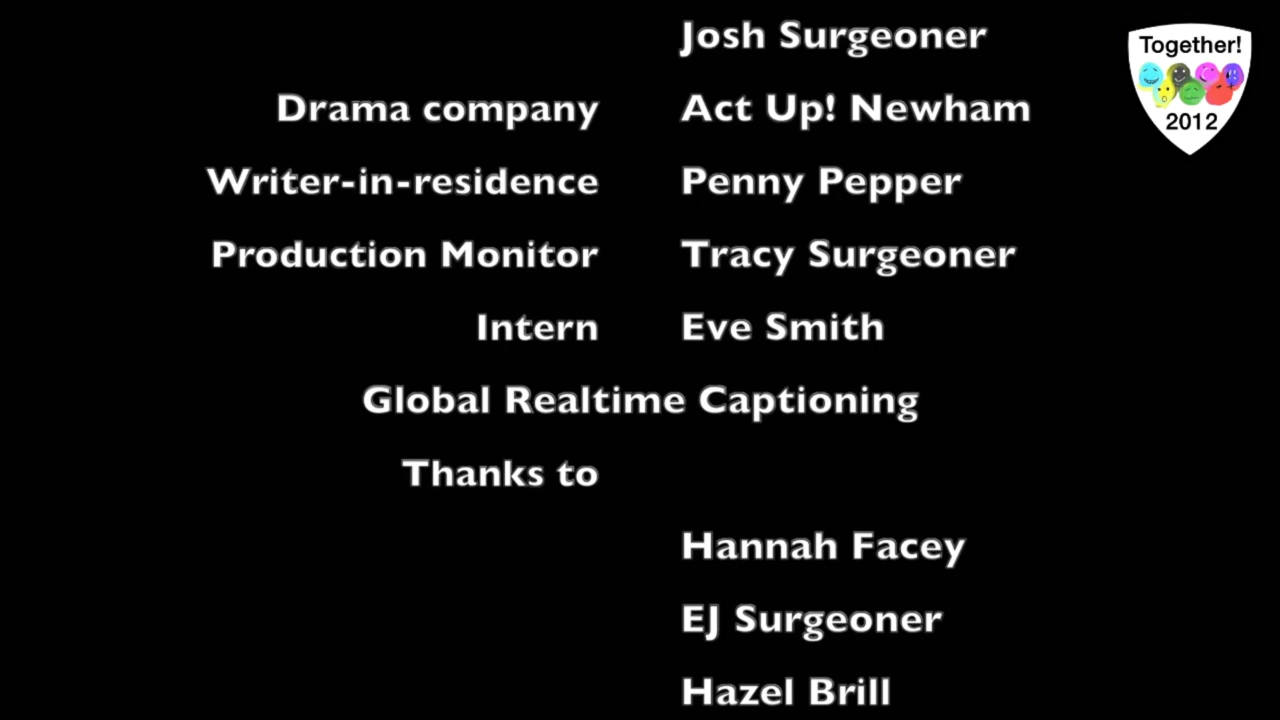 Josh Surgeoner
Together!
2012
Drama company Act Up! Newham
Writer-in-residence Penny Pepper
Production Monitor Tracy Surgeoner
Intern Eve Smith
Global Realtime Captioning
Thanks to
Hannah Facey
EJ Surgeoner
Hazel Brill